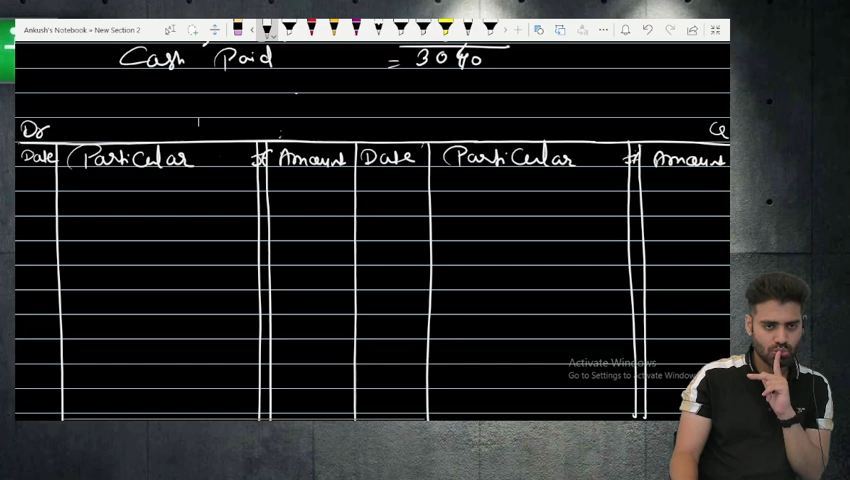 Ankush's Notebook » New Section 2
Cash Paid = 3040
Dr Cr
Date Particular Amount Date Particular Amount
Activate Windows
Go to Settings to Activate Windows